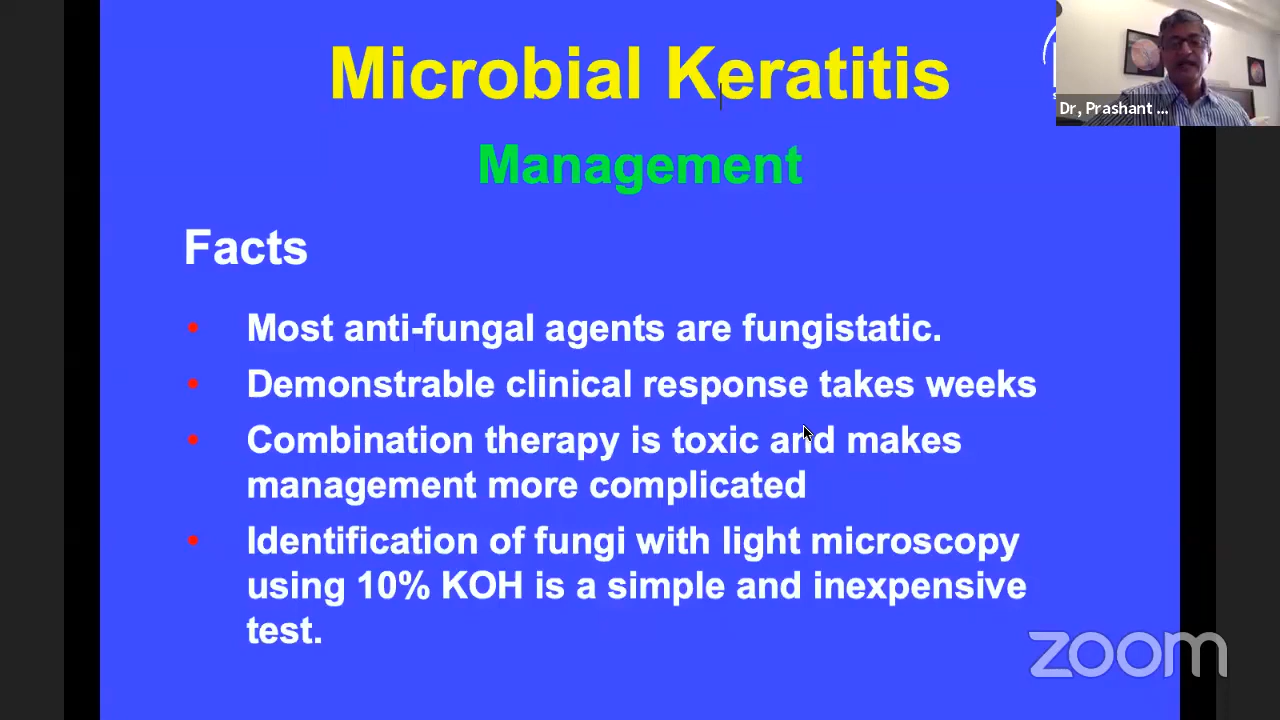 Microbial Keratitis
Dr, Prashant ...
Management
Facts
• Most anti-fungal agents are fungistatic.
• Demonstrable clinical response takes weeks
• Combination therapy is toxic and makes
management more complicated
• Identification of fungi with light microscopy
using 10% KOH is a simple and inexpensive
test.
zoom